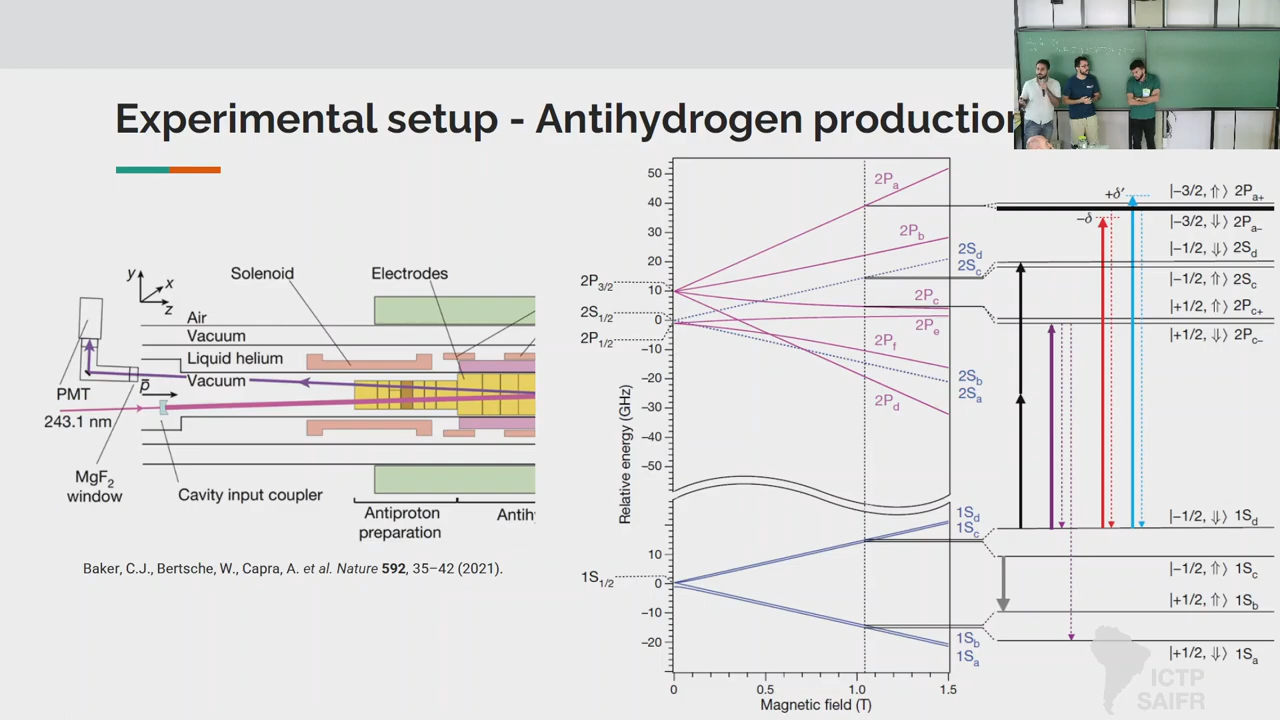 Experimental setup - Antihydrogen production
y
x
z
Solenoid
Electrodes
Air
Vacuum
Liquid helium
Vacuum
PMT
p̅
243.1 nm
MgF₂
window
Cavity input coupler
Antiproton
preparation
Antih
Baker, C.J., Bertsche, W., Capra, A. et al. Nature 592, 35–42 (2021).
Relative energy (GHz)
50
40
30
20
10
0
–10
–20
–30
–40
–50
10
0
–10
–20
2P3/2
2S1/2
2P1/2
1S1/2
2Pa
2Pb
2Sd
2Sc
2Pc
2Pe
2Pf
2Sb
2Sa
2Pd
1Sd
1Sc
1Sb
1Sa
0
0.5
1.0
1.5
Magnetic field (T)
+δ′
–δ
|–3/2, ⇑⟩ 2Pa+
|–3/2, ⇓⟩ 2Pa–
|–1/2, ⇓⟩ 2Sd
|–1/2, ⇑⟩ 2Sc
|+1/2, ⇑⟩ 2Pc+
|+1/2, ⇓⟩ 2Pc–
|–1/2, ⇓⟩ 1Sd
|–1/2, ⇑⟩ 1Sc
|+1/2, ⇑⟩ 1Sb
|+1/2, ⇓⟩ 1Sa
ICTP
SAIFR